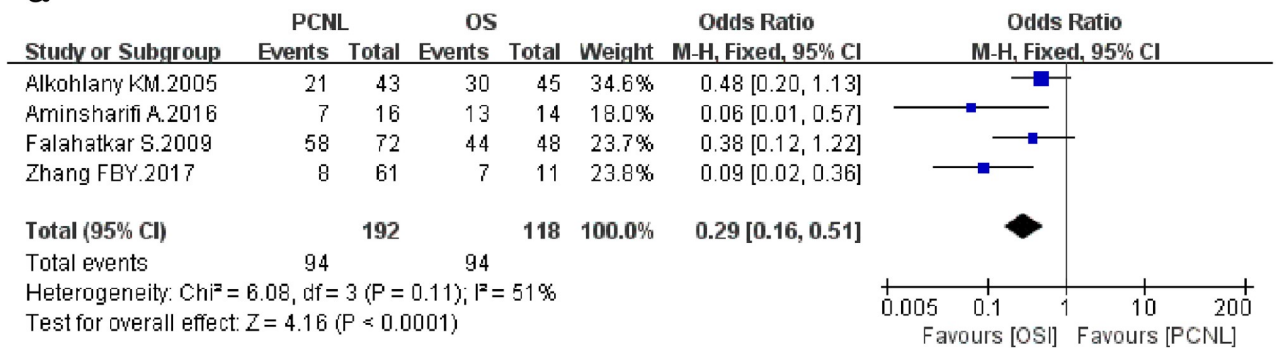 PCNL OS Odds Ratio Odds Ratio
Study or Subgroup Events Total Events Total Weight M-H, Fixed, 95% CI M-H, Fixed, 95% CI
Alkohlany KM.2005 21 43 30 45 34.6% 0.48 [0.20, 1.13]
Aminsharifi A.2016 7 16 13 14 18.0% 0.06 [0.01, 0.57]
Falahatkar S.2009 58 72 44 48 23.7% 0.38 [0.12, 1.22]
Zhang FBY.2017 8 61 7 11 23.8% 0.09 [0.02, 0.36]
Total (95% CI) 192 118 100.0% 0.29 [0.16, 0.51]
Total events 94 94
Heterogeneity: Chi² = 6.08, df = 3 (P = 0.11); I² = 51%
Test for overall effect: Z = 4.16 (P < 0.0001)
0.005 0.1 1 10 200
Favours [OSI] Favours [PCNL]